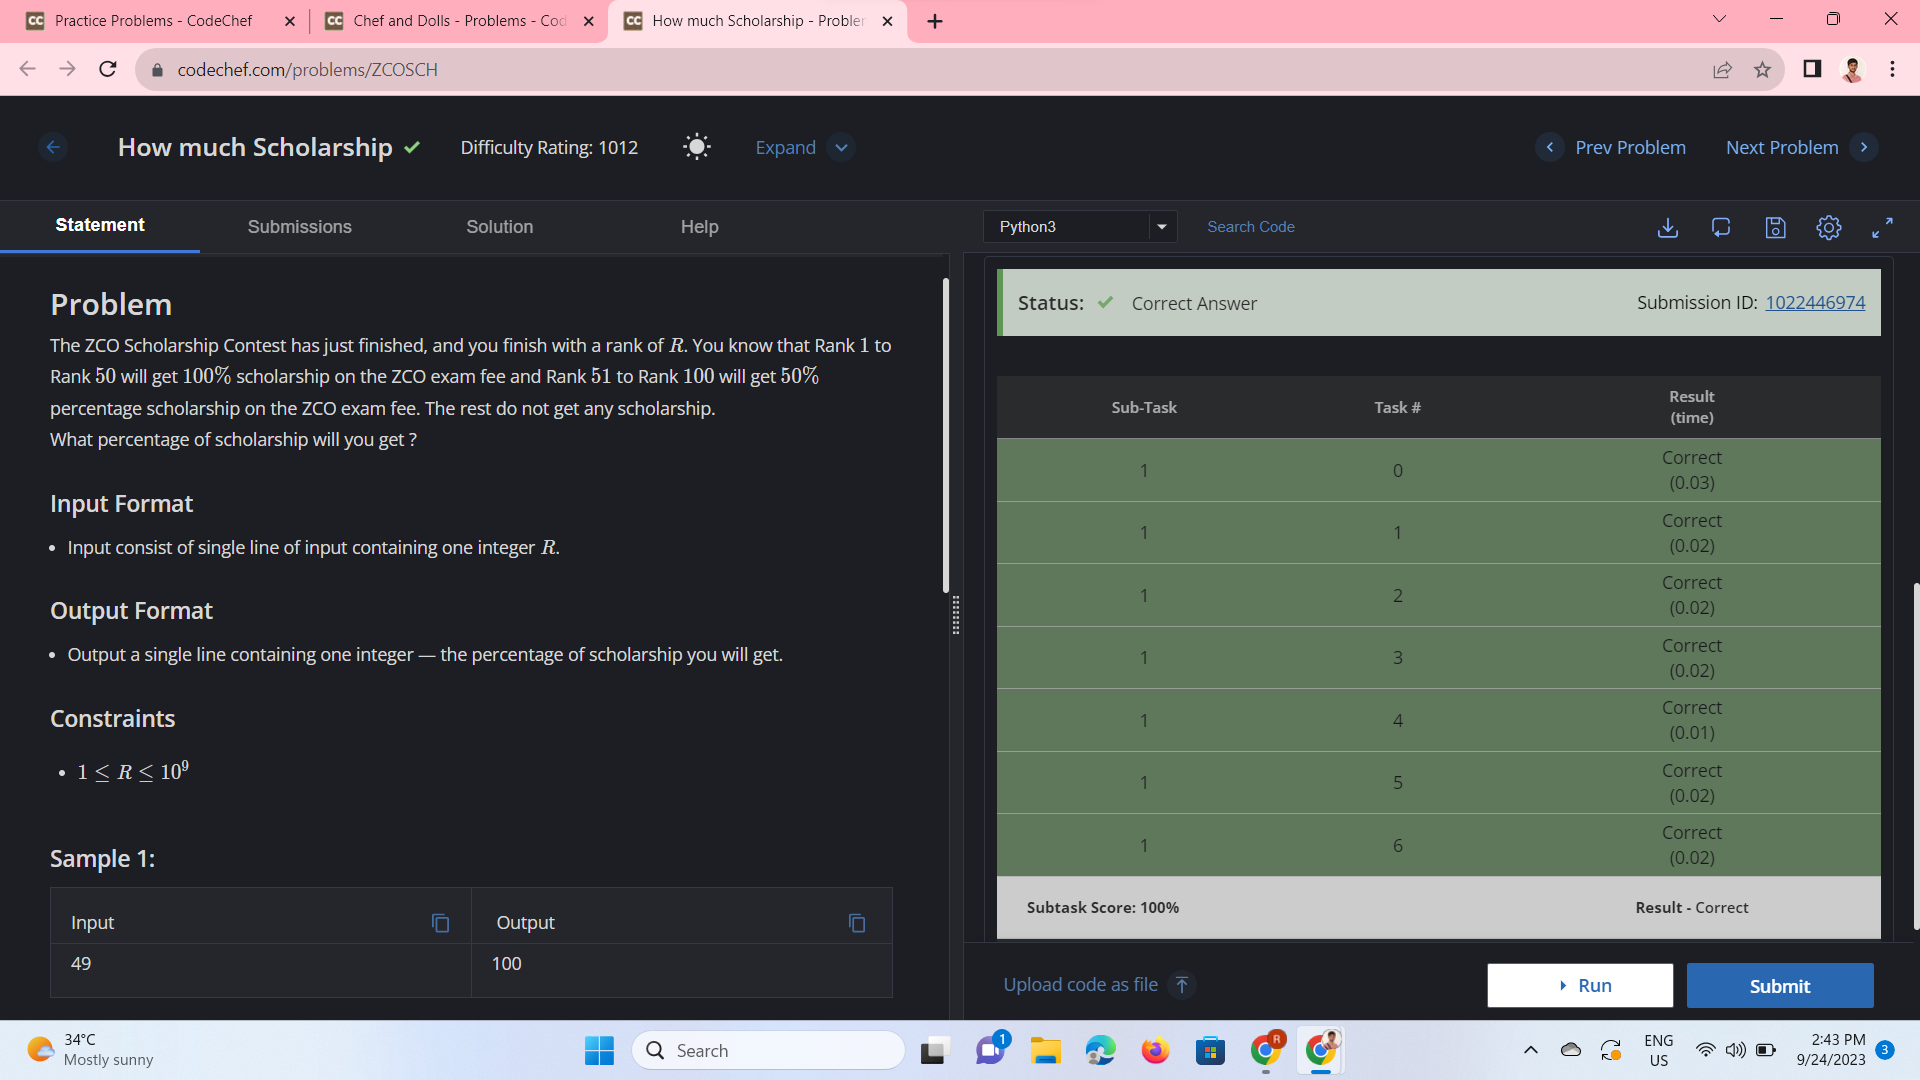 Practice Problems - CodeChef
Chef and Dolls - Problems - Cod
How much Scholarship - Problem
codechef.com/problems/ZCOSCH
How much Scholarship
Difficulty Rating: 1012
Expand
Prev Problem
Next Problem
Statement
Submissions
Solution
Help
Python3
Search Code
Problem
The ZCO Scholarship Contest has just finished, and you finish with a rank of R. You know that Rank 1 to
Rank 50 will get 100% scholarship on the ZCO exam fee and Rank 51 to Rank 100 will get 50%
percentage scholarship on the ZCO exam fee. The rest do not get any scholarship.
What percentage of scholarship will you get ?
Input Format
• Input consist of single line of input containing one integer R.
Output Format
• Output a single line containing one integer — the percentage of scholarship you will get.
Constraints
• 1 ≤ R ≤ 10⁹
Sample 1:
Input
Output
49
100
Status:
Correct Answer
Submission ID: 1022446974
Sub-Task
Task #
Result
(time)
1
0
Correct
(0.03)
1
1
Correct
(0.02)
1
2
Correct
(0.02)
1
3
Correct
(0.02)
1
4
Correct
(0.01)
1
5
Correct
(0.02)
1
6
Correct
(0.02)
Subtask Score: 100%
Result - Correct
Upload code as file
Run
Submit
34°C
Mostly sunny
Search
1
R
ENG
US
2:43 PM
9/24/2023
3